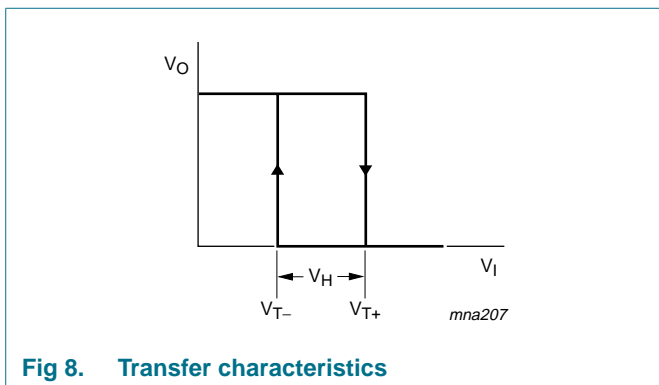 VO
VI
VH
VT−
VT+
mna207
Fig 8. Transfer characteristics